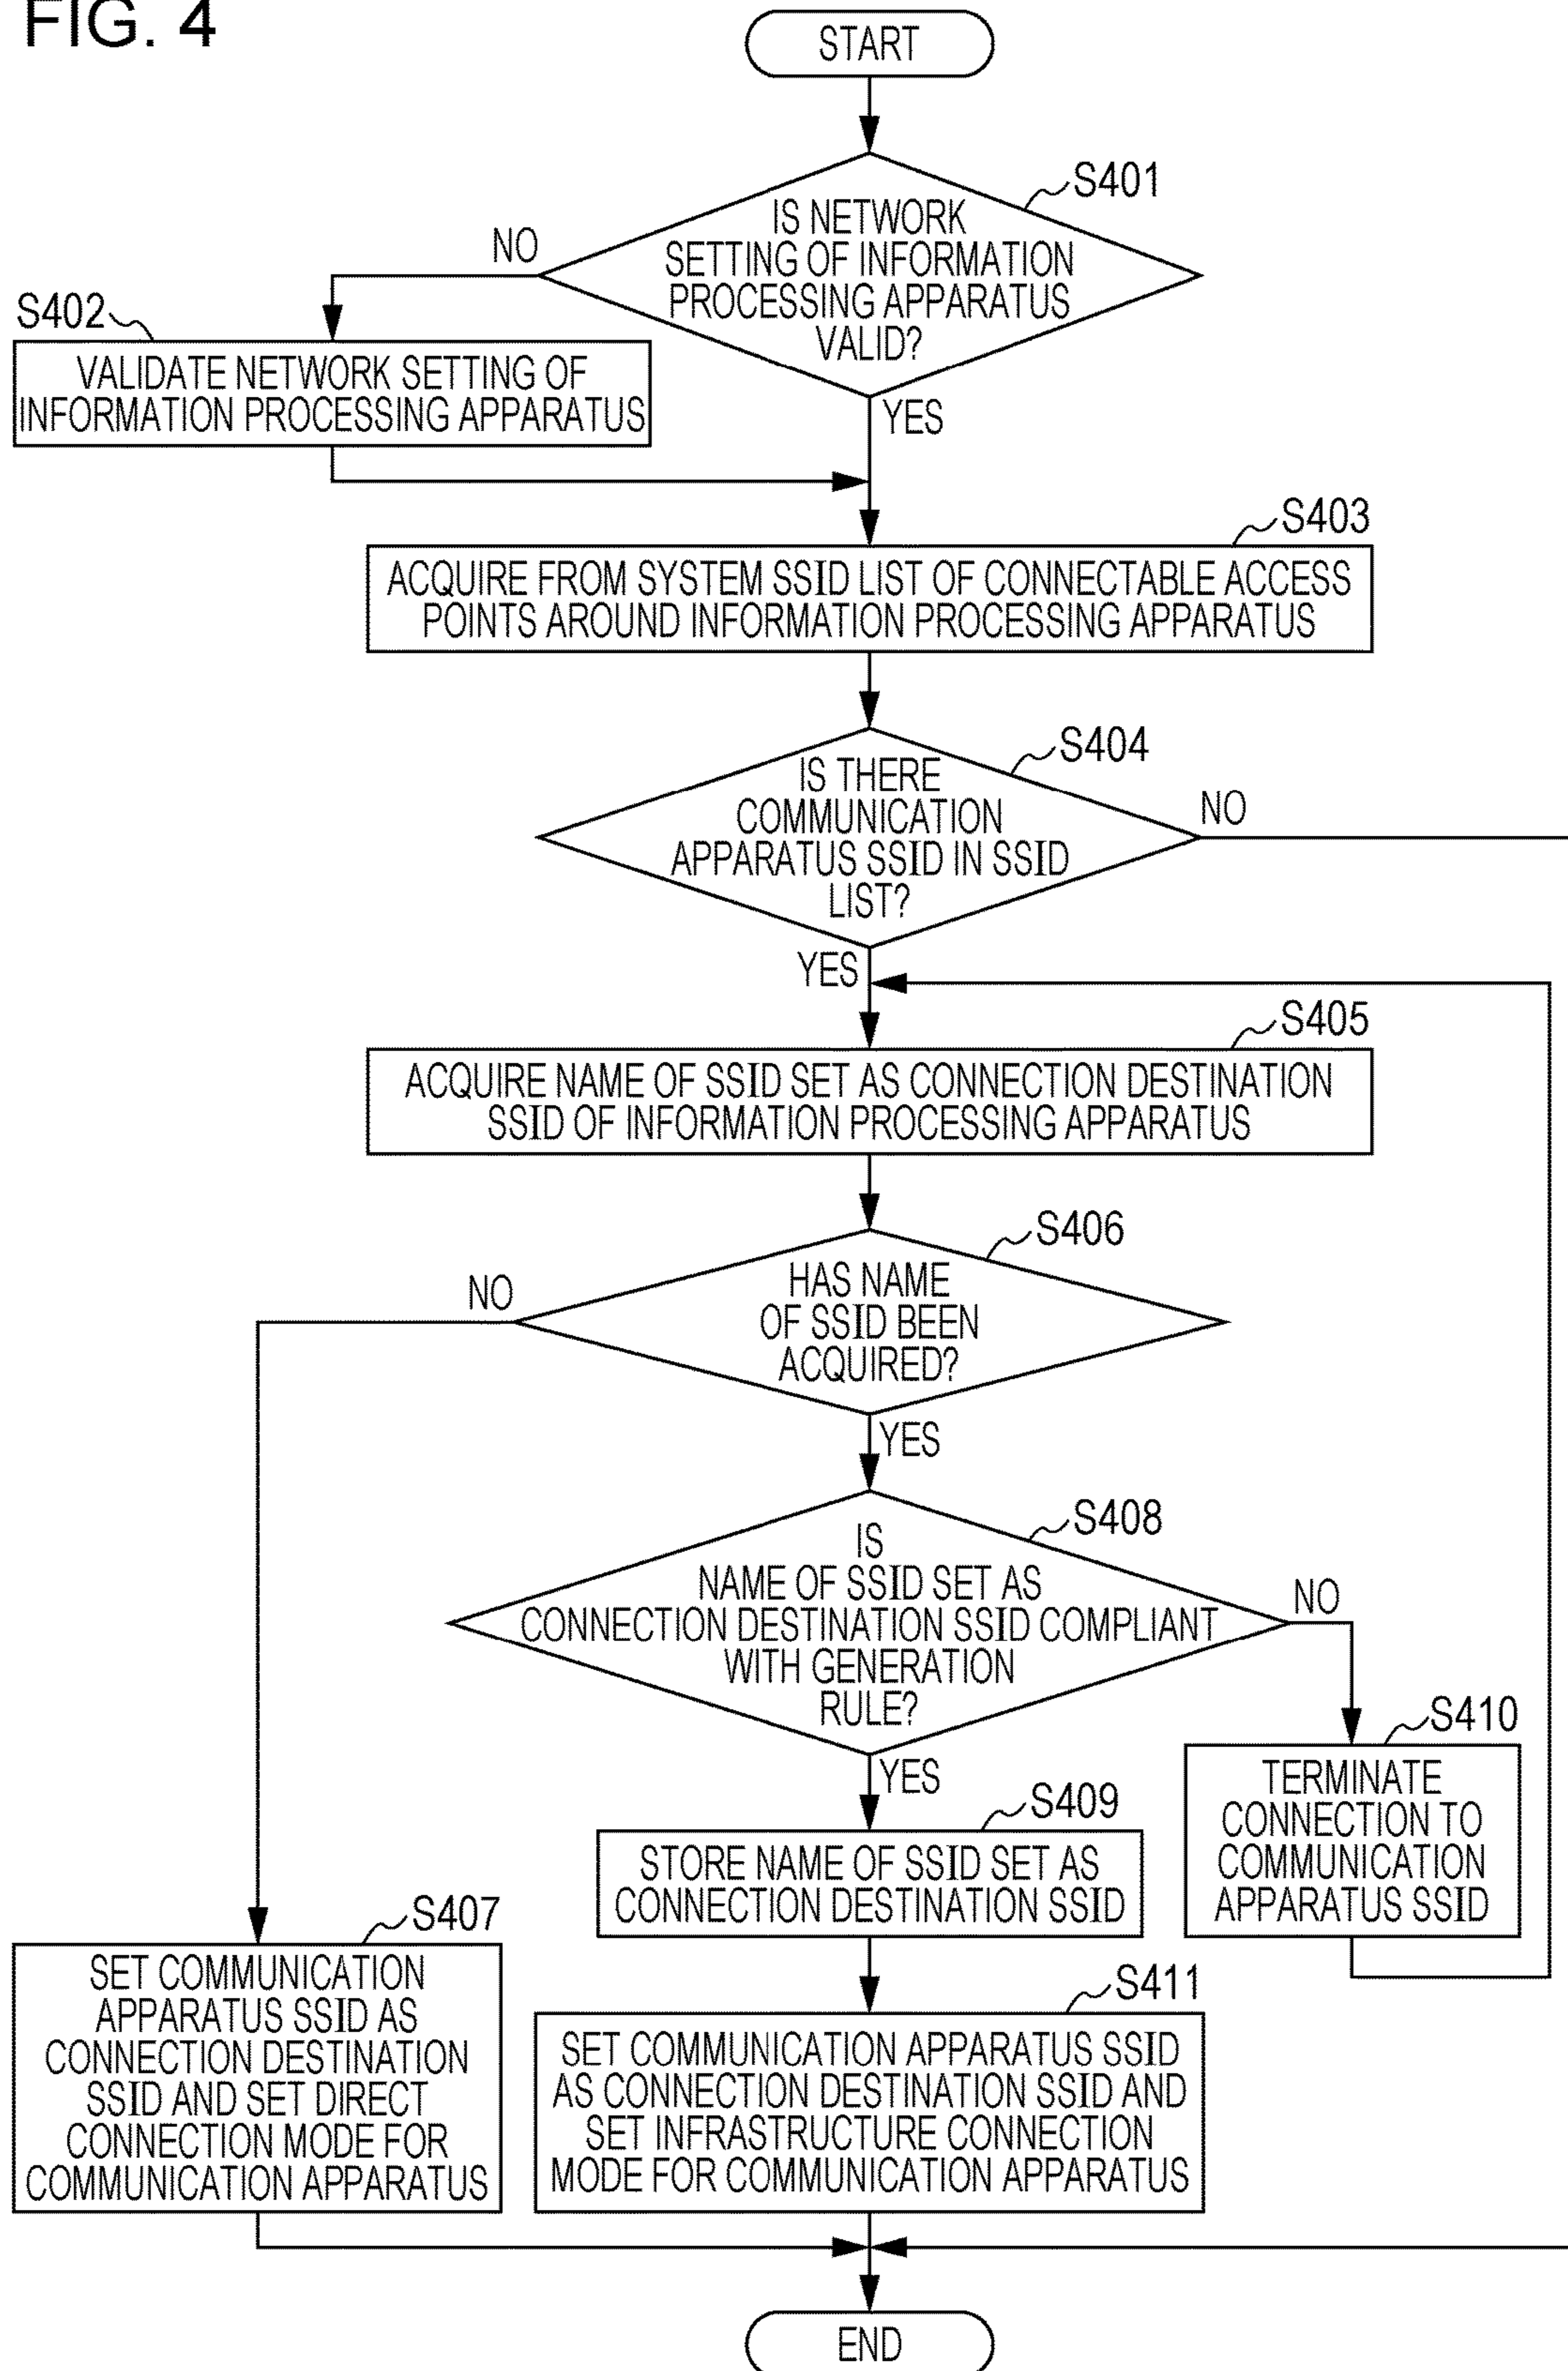 FIG. 4
START
S401
IS NETWORK
SETTING OF INFORMATION
PROCESSING APPARATUS
VALID?
NO
YES
S402
VALIDATE NETWORK SETTING OF
INFORMATION PROCESSING APPARATUS
S403
ACQUIRE FROM SYSTEM SSID LIST OF CONNECTABLE ACCESS
POINTS AROUND INFORMATION PROCESSING APPARATUS
S404
IS THERE
COMMUNICATION
APPARATUS SSID IN SSID
LIST?
NO
YES
S405
ACQUIRE NAME OF SSID SET AS CONNECTION DESTINATION
SSID OF INFORMATION PROCESSING APPARATUS
S406
HAS NAME
OF SSID BEEN
ACQUIRED?
NO
YES
S408
IS
NAME OF SSID SET AS
CONNECTION DESTINATION SSID COMPLIANT
WITH GENERATION
RULE?
NO
YES
S410
TERMINATE
CONNECTION TO
COMMUNICATION
APPARATUS SSID
S409
STORE NAME OF SSID SET AS
CONNECTION DESTINATION SSID
S407
SET COMMUNICATION
APPARATUS SSID AS
CONNECTION DESTINATION
SSID AND SET DIRECT
CONNECTION MODE FOR
COMMUNICATION APPARATUS
S411
SET COMMUNICATION APPARATUS SSID
AS CONNECTION DESTINATION SSID AND
SET INFRASTRUCTURE CONNECTION
MODE FOR COMMUNICATION APPARATUS
END